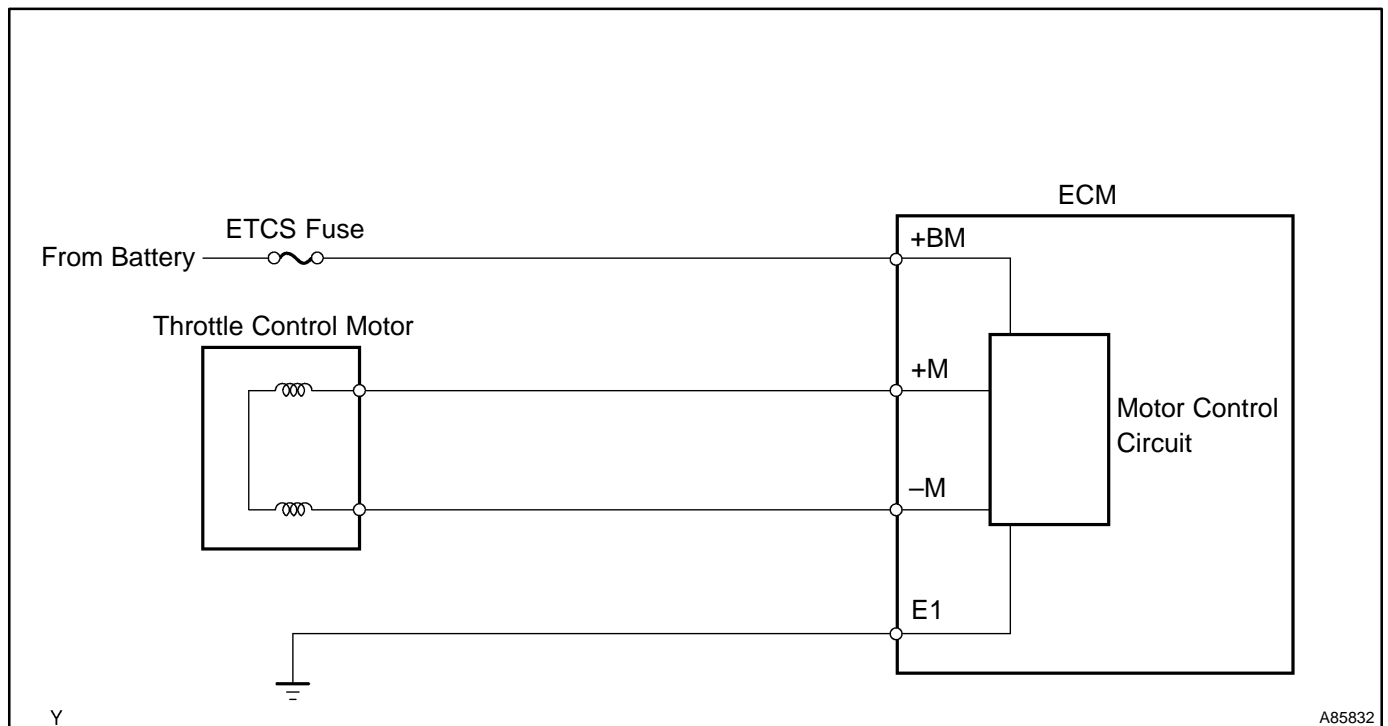 ECM
ETCS Fuse
+BM
From Battery
Throttle Control Motor
+M
Motor Control
Circuit
–M
E1
Y
A85832